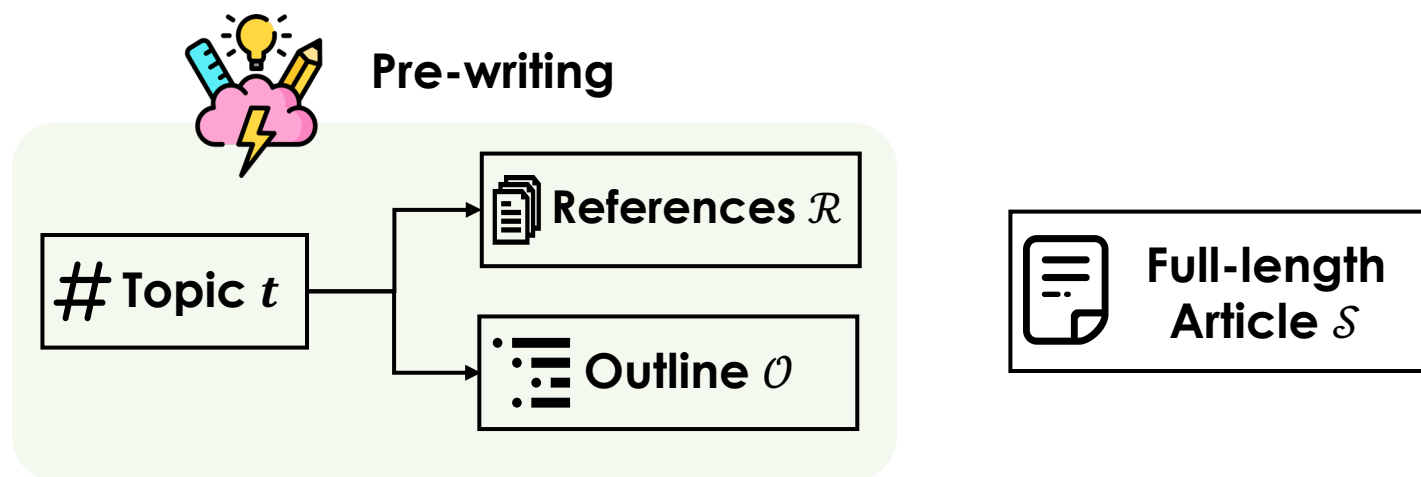 Pre-writing
# Topic t
References ℛ
Outline 𝒪
Full-length
Article 𝒮